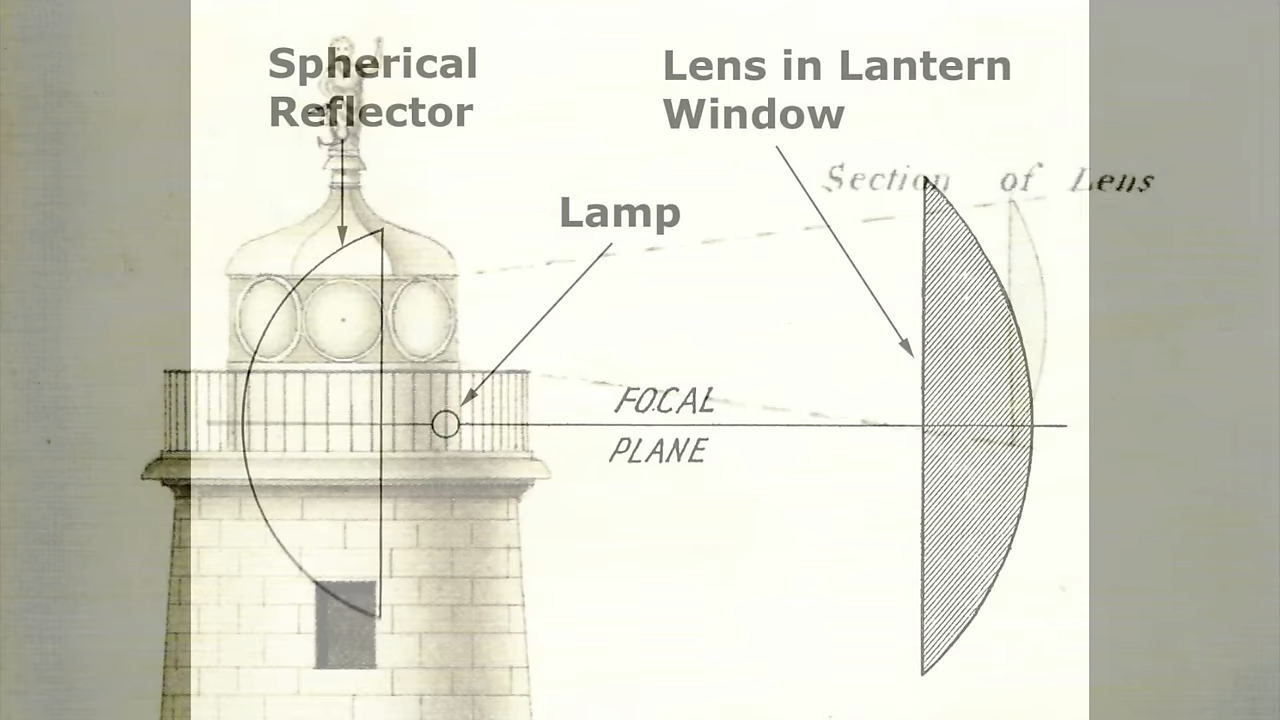 Spherical
Reflector
Lens in Lantern
Window
Section of Lens
Lamp
FOCAL
PLANE